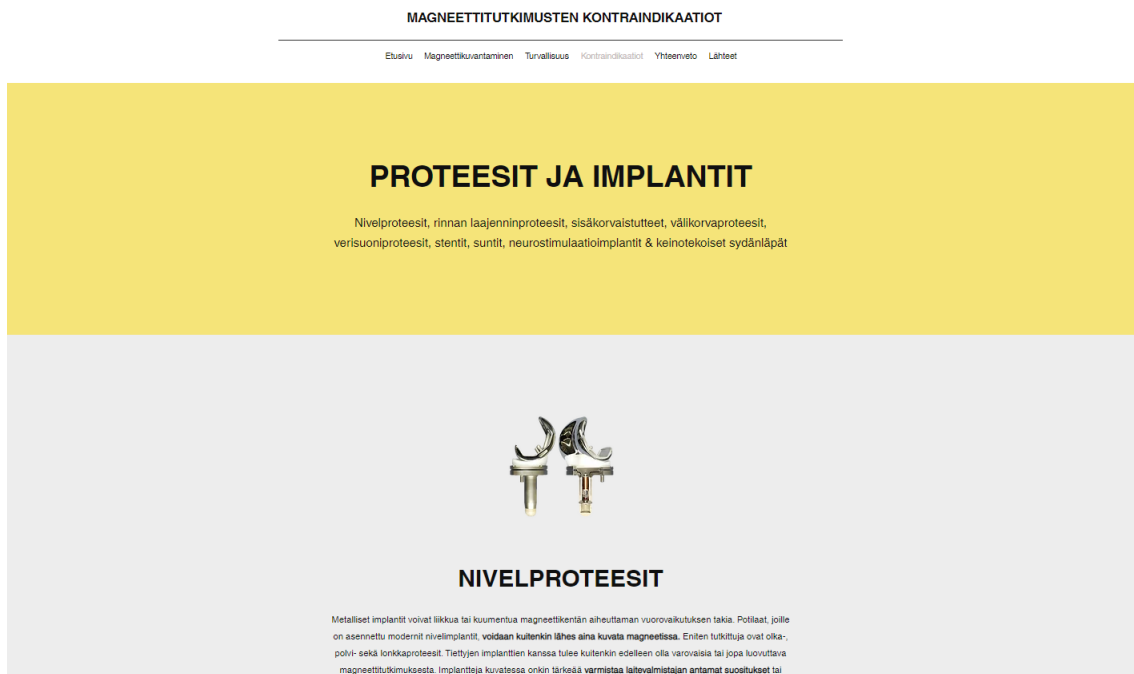 MAGNEETTITUTKIMUSTEN KONTRAINDIKAATIOT
Etusivu Magneettikuvantaminen Turvallisuus Kontraindikaatiot Yhteenveto Lähteet
PROTEESIT JA IMPLANTIT
Nivelproteesit, rinnan laajenninproteesit, sisäkorvaistutteet, välikorvaproteesit,
verisuoniproteesit, stentit, suntit, neurostimulaatioimplantit & keinotekoiset sydänläpät
NIVELPROTEESIT
Metalliset implantit voivat liikkua tai kuumentua magneettikentän aiheuttaman vuorovaikutuksen takia. Potilaat, joille
on asennettu modernit nivelimplantit, voidaan kuitenkin lähes aina kuvata magneetissa. Eniten tutkittuja ovat olka-,
polvi- sekä lonkkaproteesit. Tiettyjen implanttien kanssa tulee kuitenkin edelleen olla varovaisia tai jopa luovuttava
magneettitutkimuksesta. Implantteja kuvatessa onkin tärkeää varmistaa laitevalmistajan antamat suositukset tai